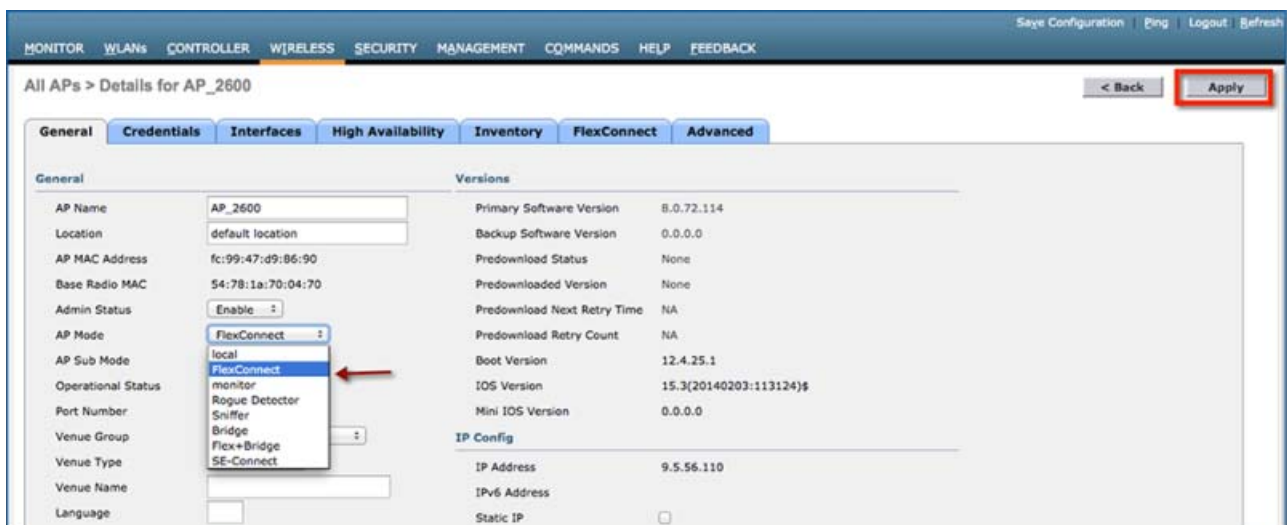 Save Configuration Ping Logout Refresh
MONITOR WLANs CONTROLLER WIRELESS SECURITY MANAGEMENT COMMANDS HELP FEEDBACK
All APs > Details for AP_2600
< Back
Apply
General Credentials Interfaces High Availability Inventory FlexConnect Advanced
General
AP Name AP_2600
Location default location
AP MAC Address fc:99:47:d9:86:90
Base Radio MAC 54:78:1a:70:04:70
Admin Status Enable
AP Mode FlexConnect
local
FlexConnect
monitor
Rogue Detector
Sniffer
Bridge
Flex+Bridge
SE-Connect
AP Sub Mode
Operational Status
Port Number
Venue Group
Venue Type
Venue Name
Language
Versions
Primary Software Version 8.0.72.114
Backup Software Version 0.0.0.0
Predownload Status None
Predownloaded Version None
Predownload Next Retry Time NA
Predownload Retry Count NA
Boot Version 12.4.25.1
IOS Version 15.3(20140203:113124)$
Mini IOS Version 0.0.0.0
IP Config
IP Address 9.5.56.110
IPv6 Address
Static IP